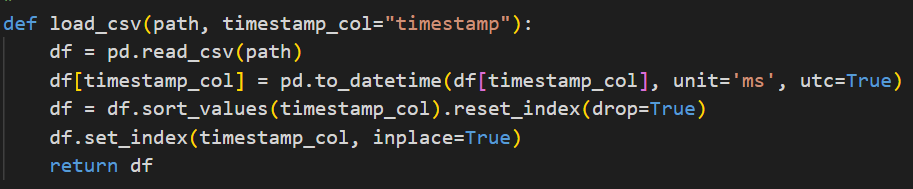 def load_csv(path, timestamp_col="timestamp"):
    df = pd.read_csv(path)
    df[timestamp_col] = pd.to_datetime(df[timestamp_col], unit='ms', utc=True)
    df = df.sort_values(timestamp_col).reset_index(drop=True)
    df.set_index(timestamp_col, inplace=True)
    return df